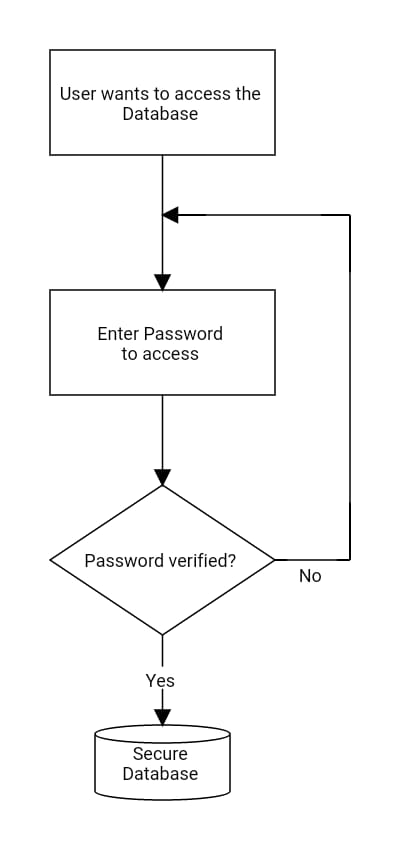 User wants to access the
Database
Enter Password
to access
Password verified?
No
Yes
Secure
Database